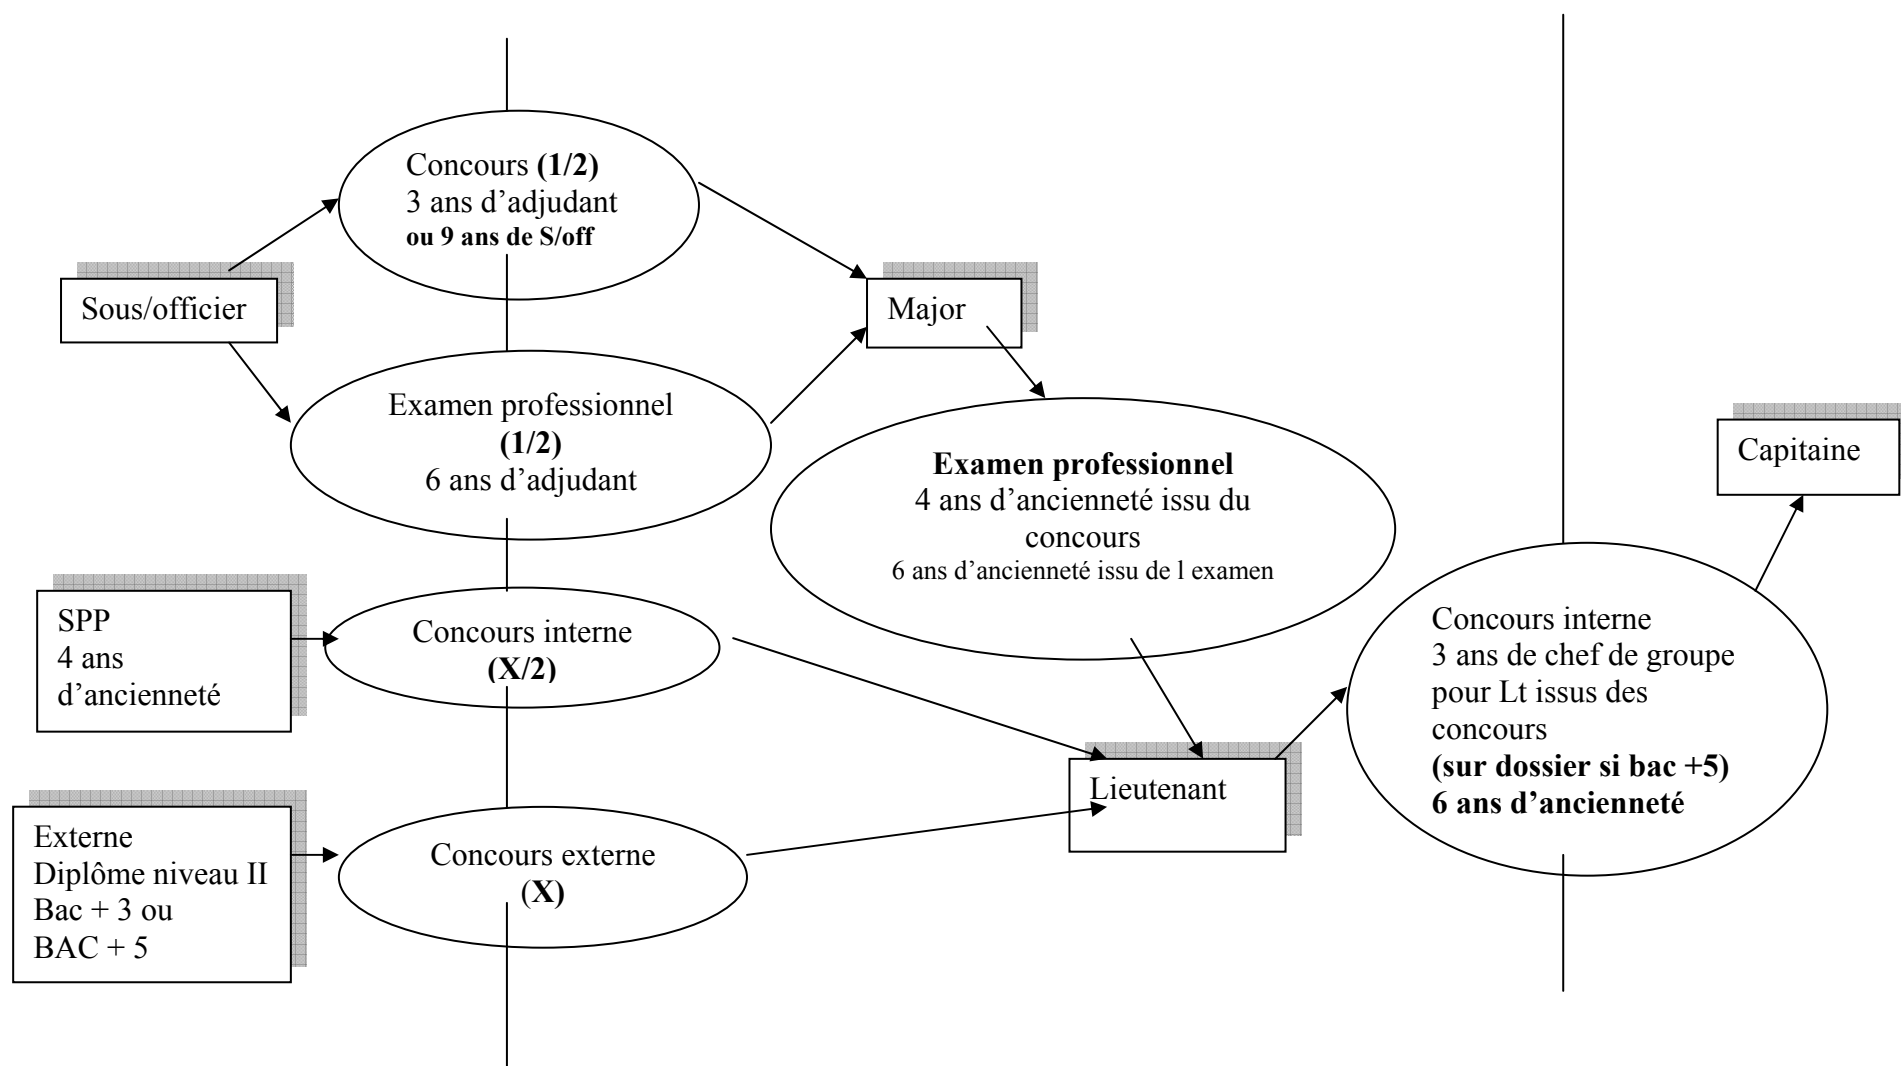 Concours (1/2)
3 ans d’adjudant
ou 9 ans de S/off
Sous/officier
Major
Examen professionnel
(1/2)
6 ans d’adjudant
Examen professionnel
4 ans d’ancienneté issu du
concours
6 ans d’ancienneté issu de l examen
Capitaine
SPP
4 ans
d’ancienneté
Concours interne
(X/2)
Concours interne
3 ans de chef de groupe
pour Lt issus des
concours
(sur dossier si bac +5)
6 ans d’ancienneté
Lieutenant
Externe
Diplôme niveau II
Bac + 3 ou
BAC + 5
Concours externe
(X)